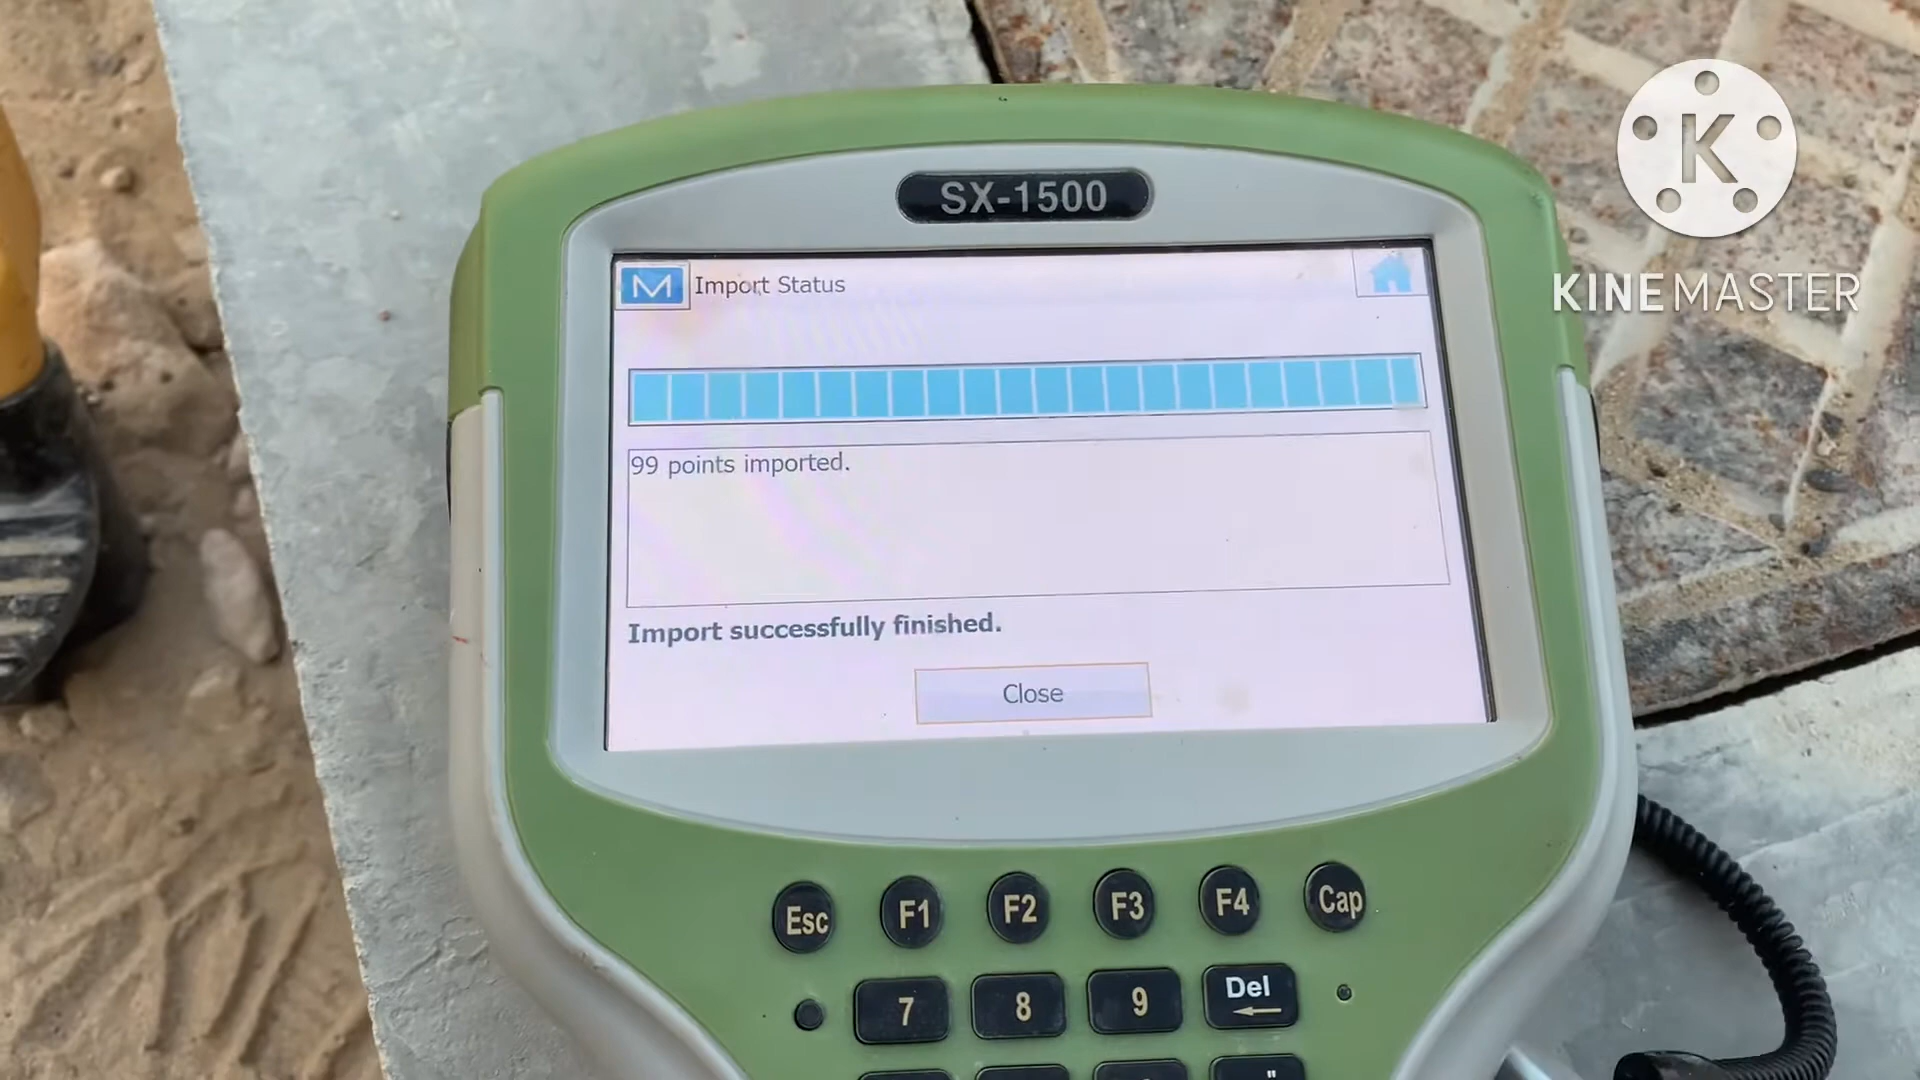 SX-1500
M Import Status
K
KINEMASTER
99 points imported.
Import successfully finished.
Close
Esc F1 F2 F3 F4 Cap
7 8 9 Del